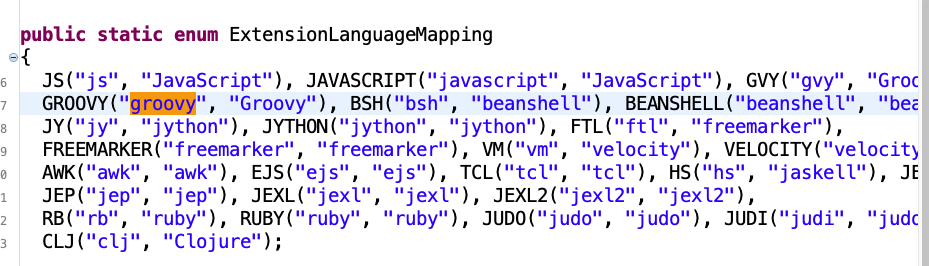 public static enum ExtensionLanguageMapping
{
6 JS("js", "JavaScript"), JAVASCRIPT("javascript", "JavaScript"), GVY("gvy", "Groo
7 GROOVY("groovy", "Groovy"), BSH("bsh", "beanshell"), BEANSHELL("beanshell", "bea
8 JY("jy", "jython"), JYTHON("jython", "jython"), FTL("ftl", "freemarker"),
9 FREEMARKER("freemarker", "freemarker"), VM("vm", "velocity"), VELOCITY("velocity
0 AWK("awk", "awk"), EJS("ejs", "ejs"), TCL("tcl", "tcl"), HS("hs", "jaskell"), JE
1 JEP("jep", "jep"), JEXL("jexl", "jexl"), JEXL2("jexl2", "jexl2"),
2 RB("rb", "ruby"), RUBY("ruby", "ruby"), JUDO("judo", "judo"), JUDI("judi", "judo
3 CLJ("clj", "Clojure");